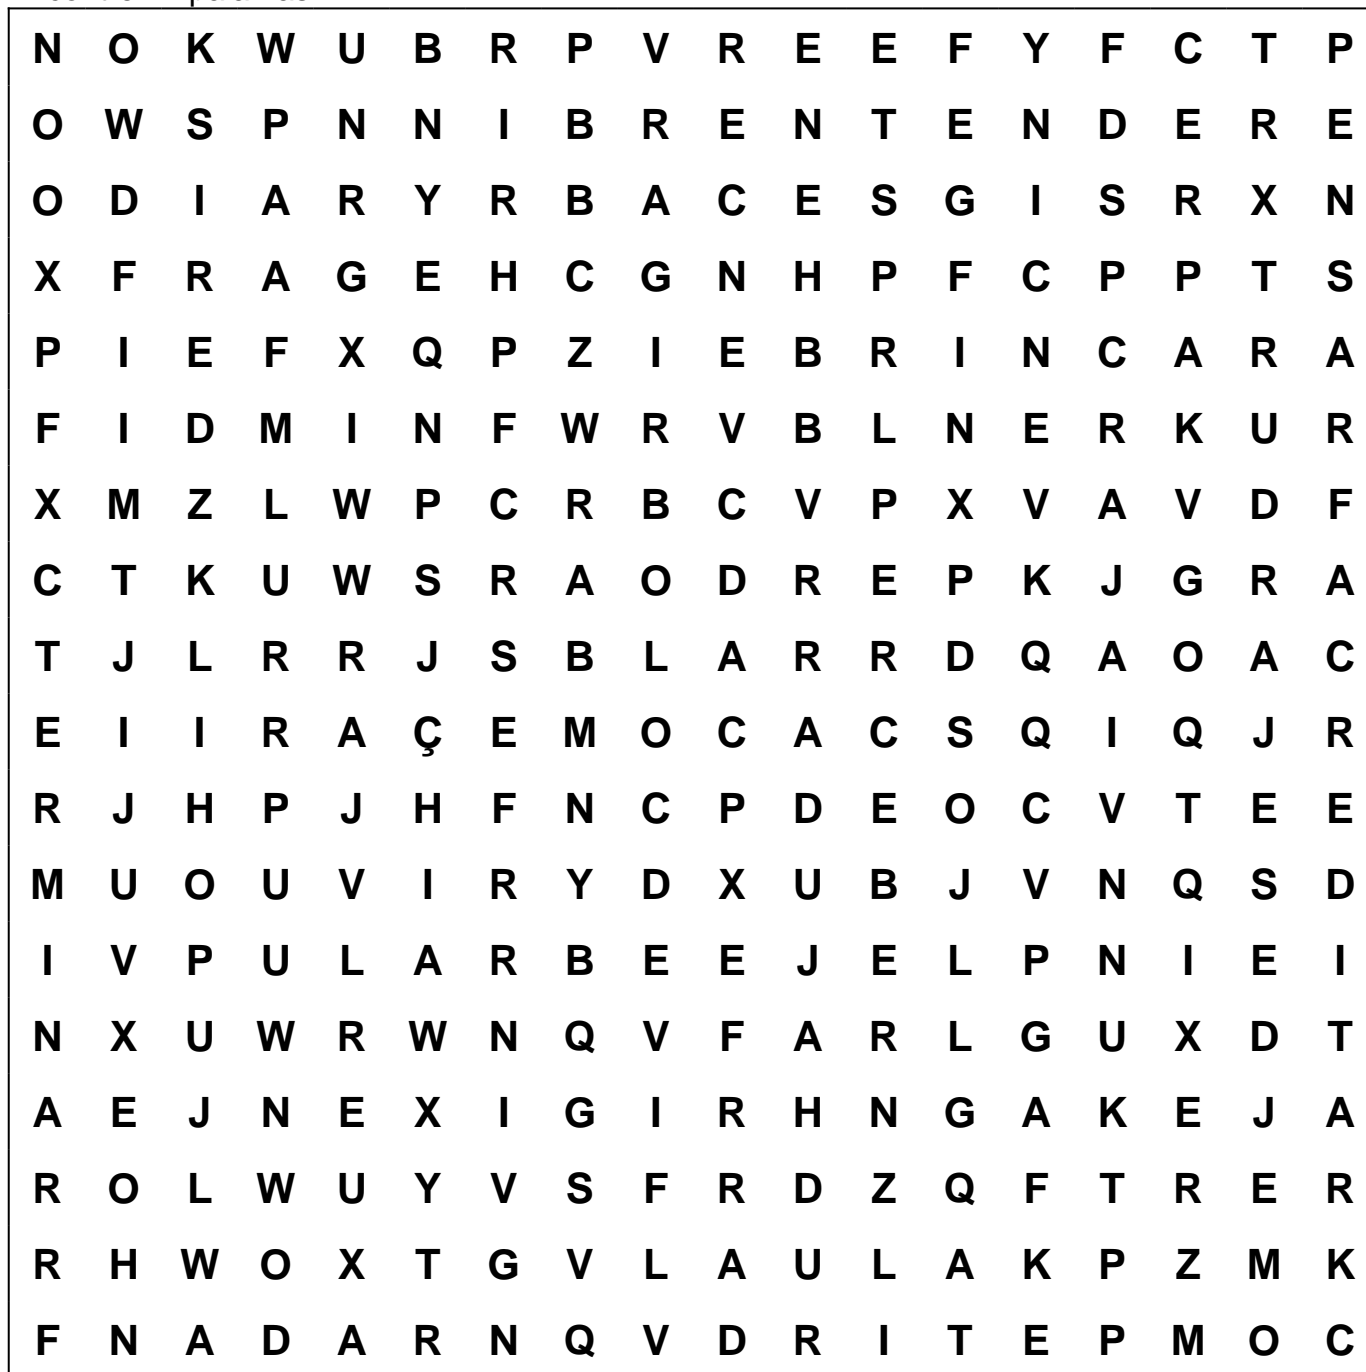 N O K W U B R P V R E E F Y F C T P
O W S P N N I B R E N T E N D E R E
O D I A R Y R B A C E S G I S R X N
X F R A G E H C G N H P F C P P T S
P I E F X Q P Z I E B R I N C A R A
F I D M I N F W R V B L N E R K U R
X M Z L W P C R B C V P X V A V D F
C T K U W S R A O D R E P K J G R A
T J L R R J S B L A R R D Q A O A C
E I I R A Ç E M O C A C S Q I Q J R
R J H P J H F N C P D E O C V T E E
M U O U V I R Y D X U B J V N Q S D
I V P U L A R B E E J E L P N I E I
N X U W R W N Q V F A R L G U X D T
A E J N E X I G I R H N G A K E J A
R O L W U Y V S F R D Z Q F T R E R
R H W O X T G V L A U L A K P Z M K
F N A D A R N Q V D R I T E P M O C